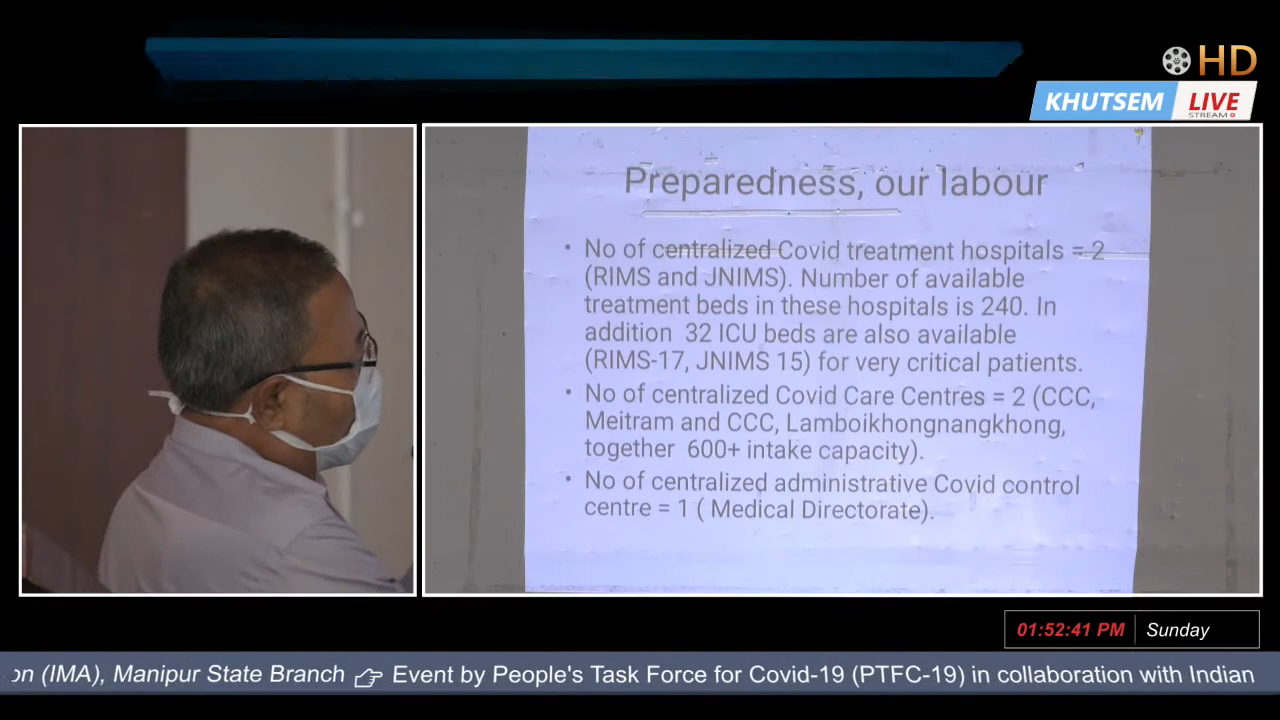 HD
KHUTSEM LIVE
STREAM
Preparedness, our labour
• No of centralized Covid treatment hospitals = 2
(RIMS and JNIMS). Number of available
treatment beds in these hospitals is 240. In
addition 32 ICU beds are also available
(RIMS-17, JNIMS 15) for very critical patients.
• No of centralized Covid Care Centres = 2 (CCC,
Meitram and CCC, Lamboikhongnangkhong,
together 600+ intake capacity).
• No of centralized administrative Covid control
centre = 1 ( Medical Directorate).
01:52:41 PM Sunday
on (IMA), Manipur State Branch Event by People's Task Force for Covid-19 (PTFC-19) in collaboration with Indian